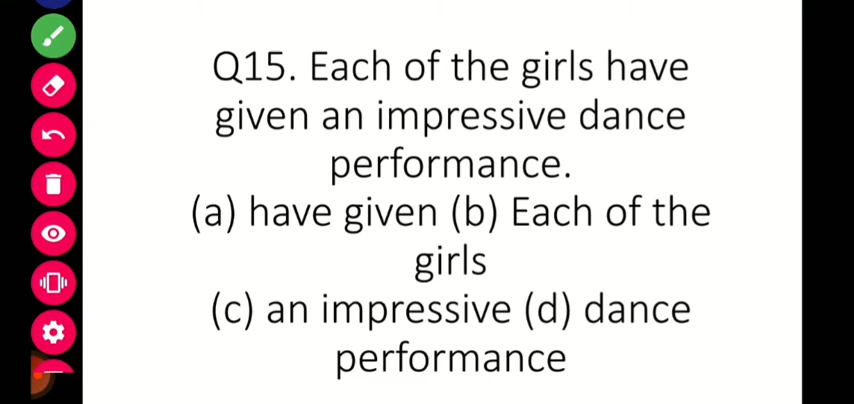 Q15. Each of the girls have
given an impressive dance
performance.
(a) have given (b) Each of the
girls
(c) an impressive (d) dance
performance